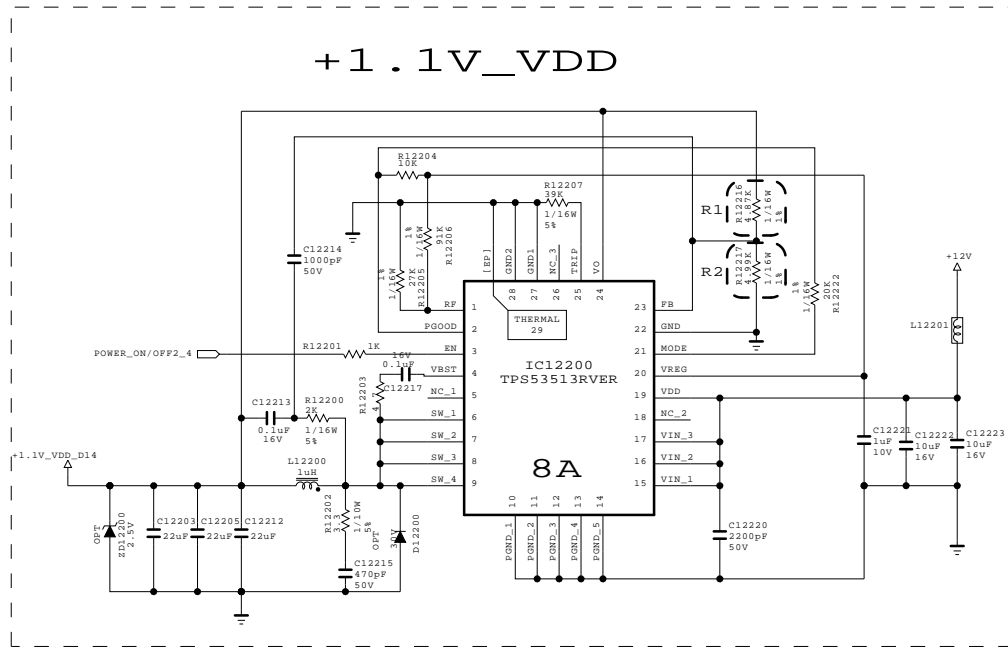 +1.1V_VDD
R12204
10K
R12207
39K
1/16W
5%
R1
R12216
4.87K
1/16W
1%
R2
R12217
4.99K
1/16W
1%
+12V
L12201
C12214
1000pF
50V
1%
1/16W
91K
R12206
1%
1/16W
27K
R12205
[EP]
GND2
GND1
NC_3
TRIP
VO
28
27
26
25
24
1%
1/16W
20K
R12222
RF
1
THERMAL
29
23
FB
PGOOD
2
22
GND
POWER_ON/OFF2_4
R12201
1K
EN
3
21
MODE
IC12200
TPS53513RVER
16V
0.1uF
C12217
VBST
4
20
VREG
R12203
NC_1
5
19
VDD
C12213
0.1uF
16V
R12200
2K
1/16W
5%
SW_1
6
18
NC_2
SW_2
7
17
VIN_3
SW_3
8
16
VIN_2
SW_4
9
15
VIN_1
8A
C12221
1uF
10V
C12222
10uF
16V
C12223
10uF
16V
+1.1V_VDD_D14
L12200
1uH
10
11
12
13
14
PGND_1
PGND_2
PGND_3
PGND_4
PGND_5
OPT
ZD12200
2.5V
C12203
22uF
C12205
22uF
C12212
22uF
R12202
3.3
1/10W
5%
OPT
30V
D12200
C12215
470pF
50V
C12220
2200pF
50V